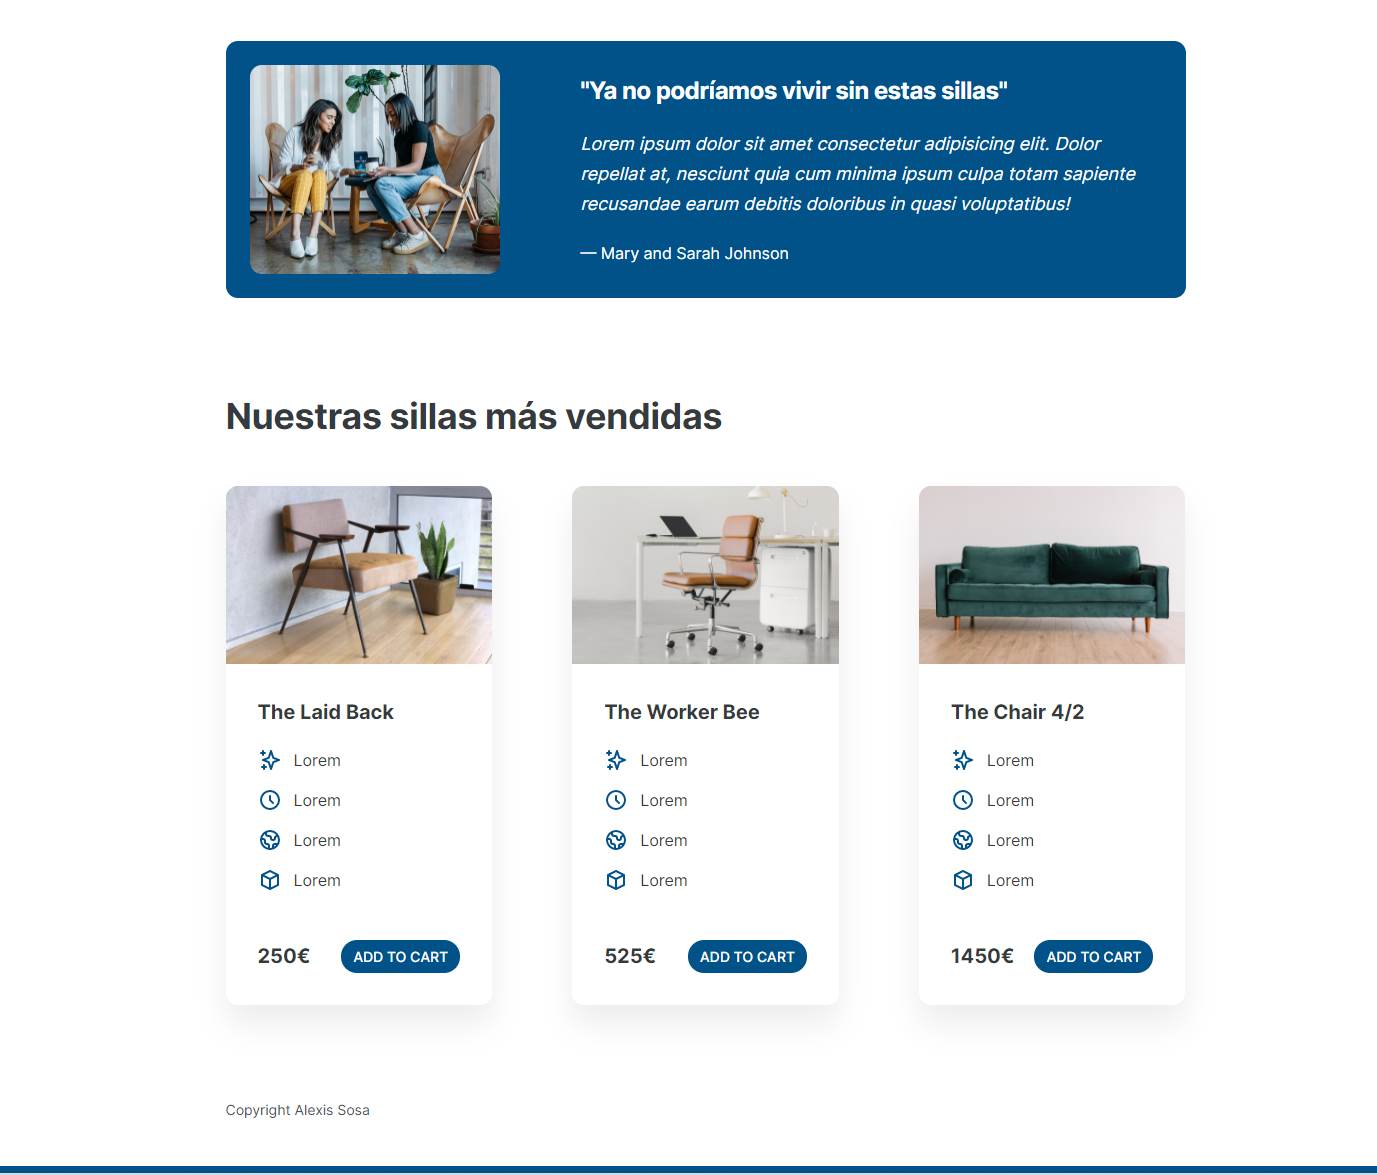 "Ya no podríamos vivir sin estas sillas"
Lorem ipsum dolor sit amet consectetur adipisicing elit. Dolor
repellat at, nesciunt quia cum minima ipsum culpa totam sapiente
recusandae earum debitis doloribus in quasi voluptatibus!
— Mary and Sarah Johnson
Nuestras sillas más vendidas
The Laid Back
Lorem
Lorem
Lorem
Lorem
250€ ADD TO CART
The Worker Bee
Lorem
Lorem
Lorem
Lorem
525€ ADD TO CART
The Chair 4/2
Lorem
Lorem
Lorem
Lorem
1450€ ADD TO CART
Copyright Alexis Sosa